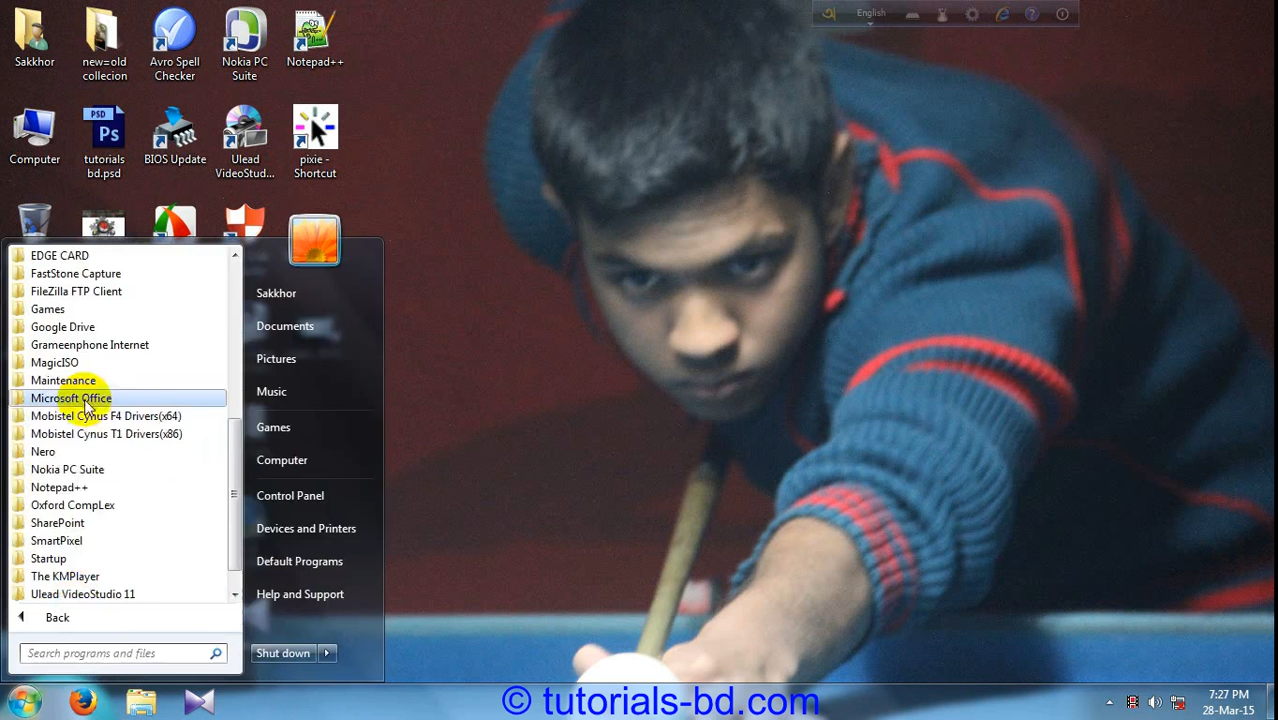 English
Sakkhor
new=old
collecion
Avro Spell
Checker
Nokia PC
Suite
Notepad++
Computer
PSD
Ps
tutorials
bd.psd
BIOS Update
Ulead
VideoStud...
pixie -
Shortcut
EDGE CARD
FastStone Capture
FileZilla FTP Client
Games
Google Drive
Grameenphone Internet
MagicISO
Maintenance
Microsoft Office
Mobistel Cynus F4 Drivers(x64)
Mobistel Cynus T1 Drivers(x86)
Nero
Nokia PC Suite
Notepad++
Oxford CompLex
SharePoint
SmartPixel
Startup
The KMPlayer
Ulead VideoStudio 11
Back
Search programs and files
Sakkhor
Documents
Pictures
Music
Games
Computer
Control Panel
Devices and Printers
Default Programs
Help and Support
Shut down
© tutorials-bd.com
7:27 PM
28-Mar-15